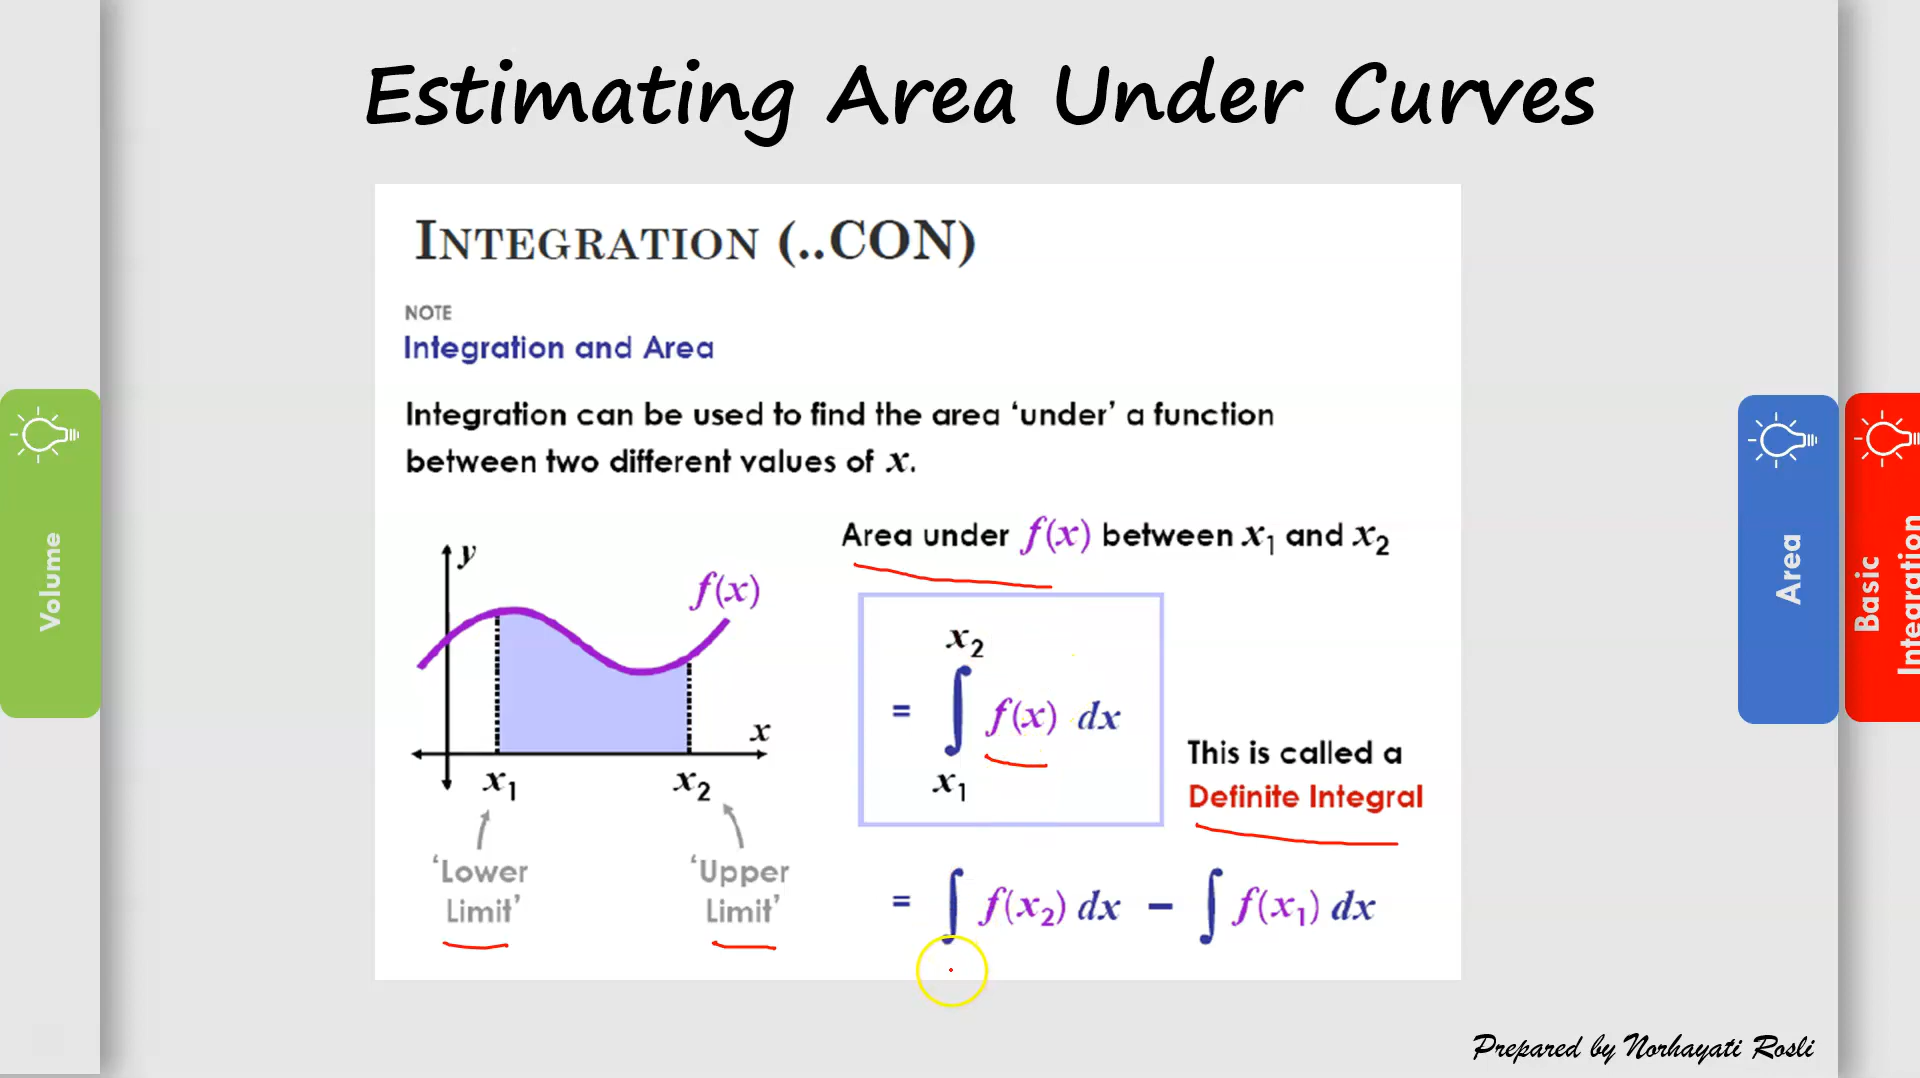 Estimating Area Under Curves
INTEGRATION (..CON)
NOTE
Integration and Area
Integration can be used to find the area ‘under’ a function
between two different values of x.
Area under f(x) between x₁ and x₂
y
f(x)
x
x₁ x₂
‘Lower
Limit’
‘Upper
Limit’
x₂
= ∫ f(x) dx
x₁
This is called a
Definite Integral
= ∫ f(x₂) dx − ∫ f(x₁) dx
Volume
Area
Basic
Integration
Prepared by Norhayati Rosli